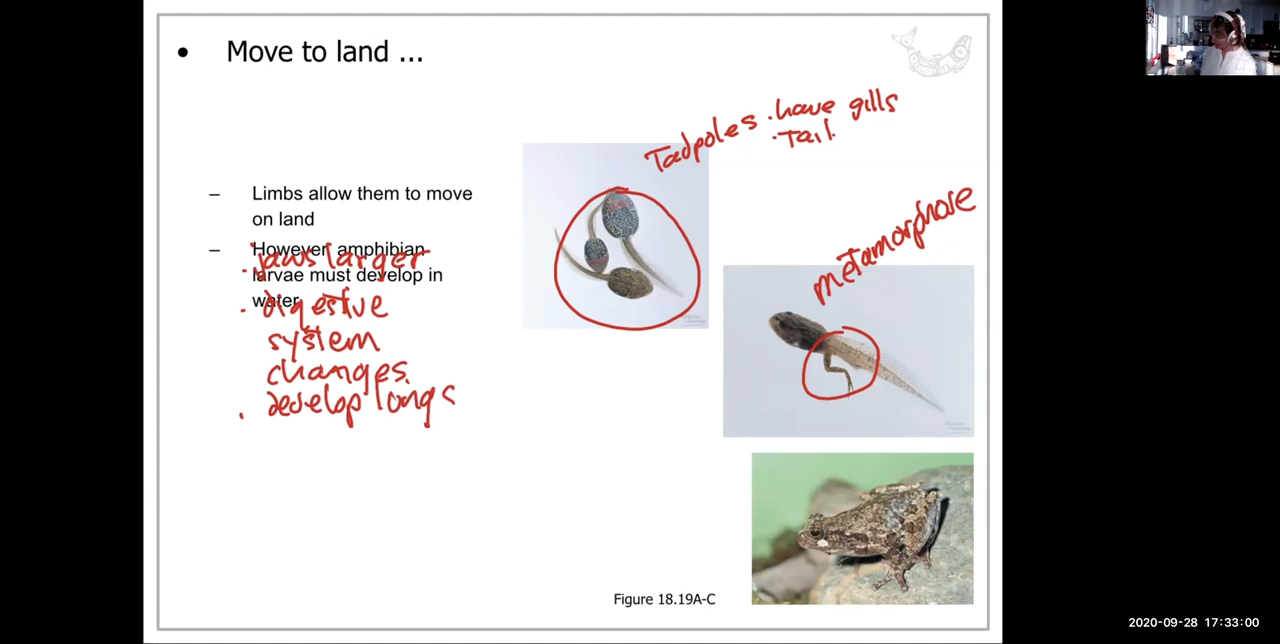 • Move to land ...
Tadpoles · have gills
· Tail
– Limbs allow them to move
on land
– However, amphibian
larvae must develop in
water
· jaws larger
· digestive
system
changes
· develop longs
metamorphose
Figure 18.19A-C
2020-09-28 17:33:00